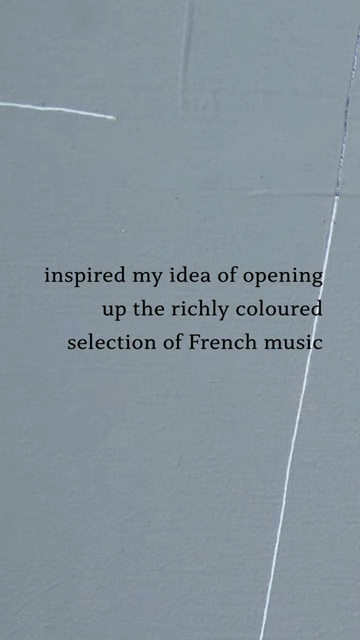 inspired my idea of opening
up the richly coloured
selection of French music